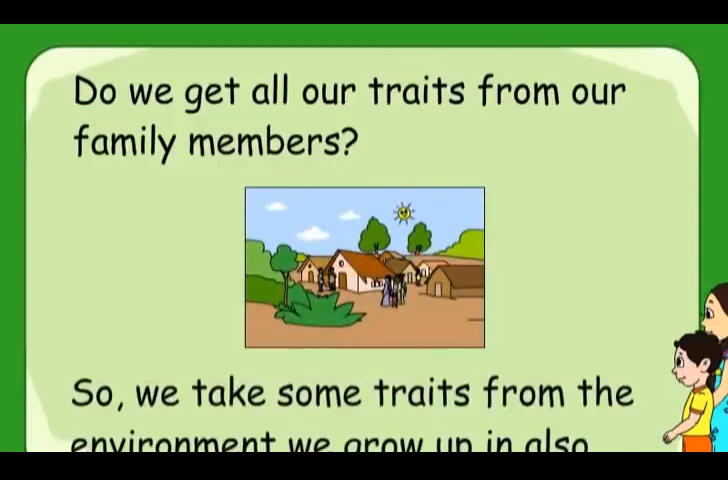 Do we get all our traits from our
family members?
So, we take some traits from the
environment we grow up in also